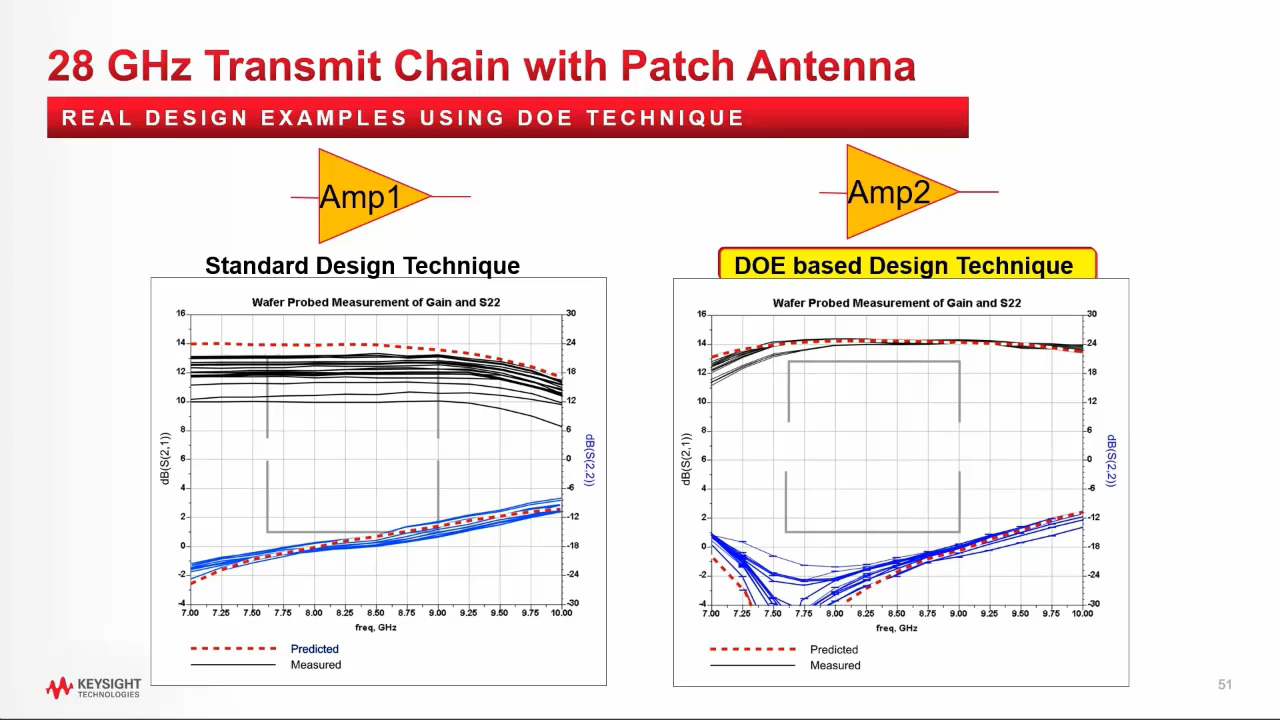 28 GHz Transmit Chain with Patch Antenna
REAL DESIGN EXAMPLES USING DOE TECHNIQUE
Amp1
Amp2
Standard Design Technique
DOE based Design Technique
Wafer Probed Measurement of Gain and S22
16
14
12
10
8
6
4
2
0
-2
-4
30
24
18
12
6
0
-6
-12
-18
-24
-30
dB(S(2,1))
dB(S(2,2))
7.00 7.25 7.50 7.75 8.00 8.25 8.50 8.75 9.00 9.25 9.50 9.75 10.00
freq, GHz
Predicted
Measured
Wafer Probed Measurement of Gain and S22
16
14
12
10
8
6
4
2
0
-2
-4
30
24
18
12
6
0
-6
-12
-18
-24
-30
dB(S(2,1))
dB(S(2,2))
7.00 7.25 7.50 7.75 8.00 8.25 8.50 8.75 9.00 9.25 9.50 9.75 10.00
freq, GHz
Predicted
Measured
KEYSIGHT
TECHNOLOGIES
51